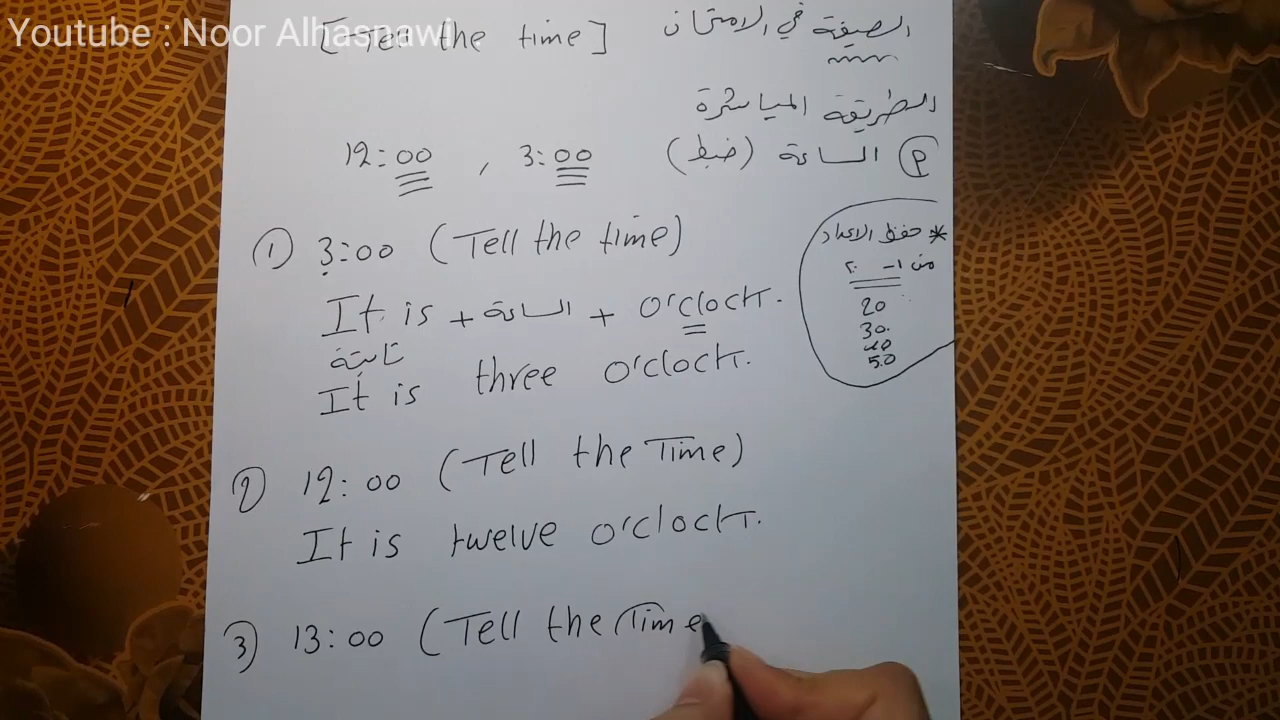 Youtube : Noor Alhasnawi .
[Tell the time] الصيغة في الامتحان
الطريقة المباشرة
12:00 , 3:00 (ضبط) الساعة
① 3:00 (Tell the time)
It is + الساعة + O'clock.
ثابتة
It is three O'clock.
② 12:00 (Tell the Time)
It is twelve O'clock.
③ 13:00 (Tell the Time
* حفظ الاعداد
من ١ - ٢٠
20
30
40
50